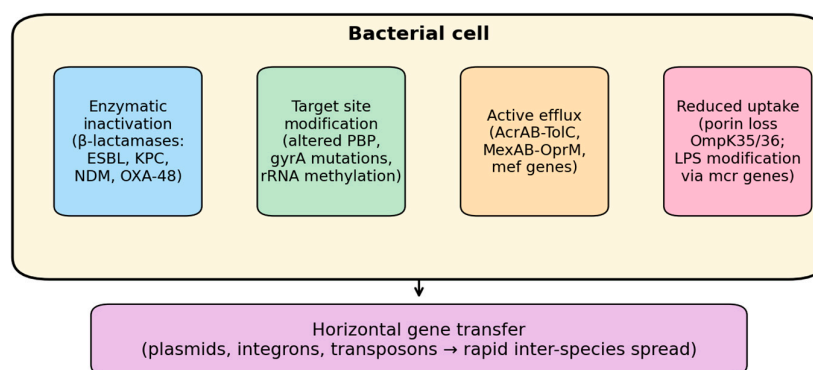 Bacterial cell
Enzymatic
inactivation
(β-lactamases:
ESBL, KPC,
NDM, OXA-48)
Target site
modification
(altered PBP,
gyrA mutations,
rRNA methylation)
Active efflux
(AcrAB-TolC,
MexAB-OprM,
mef genes)
Reduced uptake
(porin loss
OmpK35/36;
LPS modification
via mcr genes)
Horizontal gene transfer
(plasmids, integrons, transposons → rapid inter-species spread)